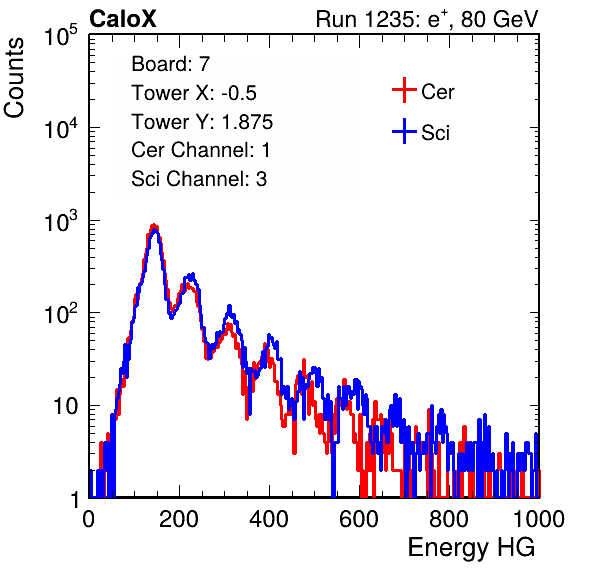 CaloX Run 1235: e⁺, 80 GeV
Counts
Board: 7
Tower X: -0.5
Tower Y: 1.875
Cer Channel: 1
Sci Channel: 3
Cer
Sci
10⁵
10⁴
10³
10²
10
1
0 200 400 600 800 1000
Energy HG